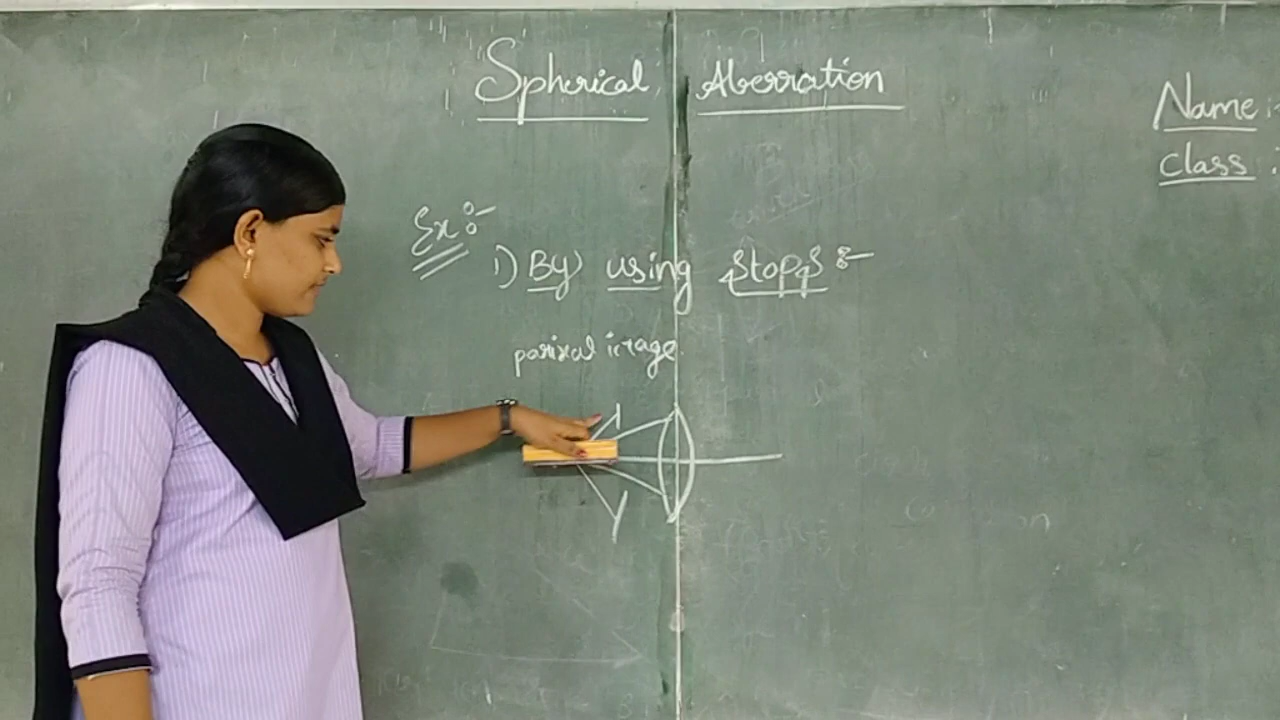 Spherical Aberration
Name :
Class :
Ex :-
1) By using stops :-
parixal image